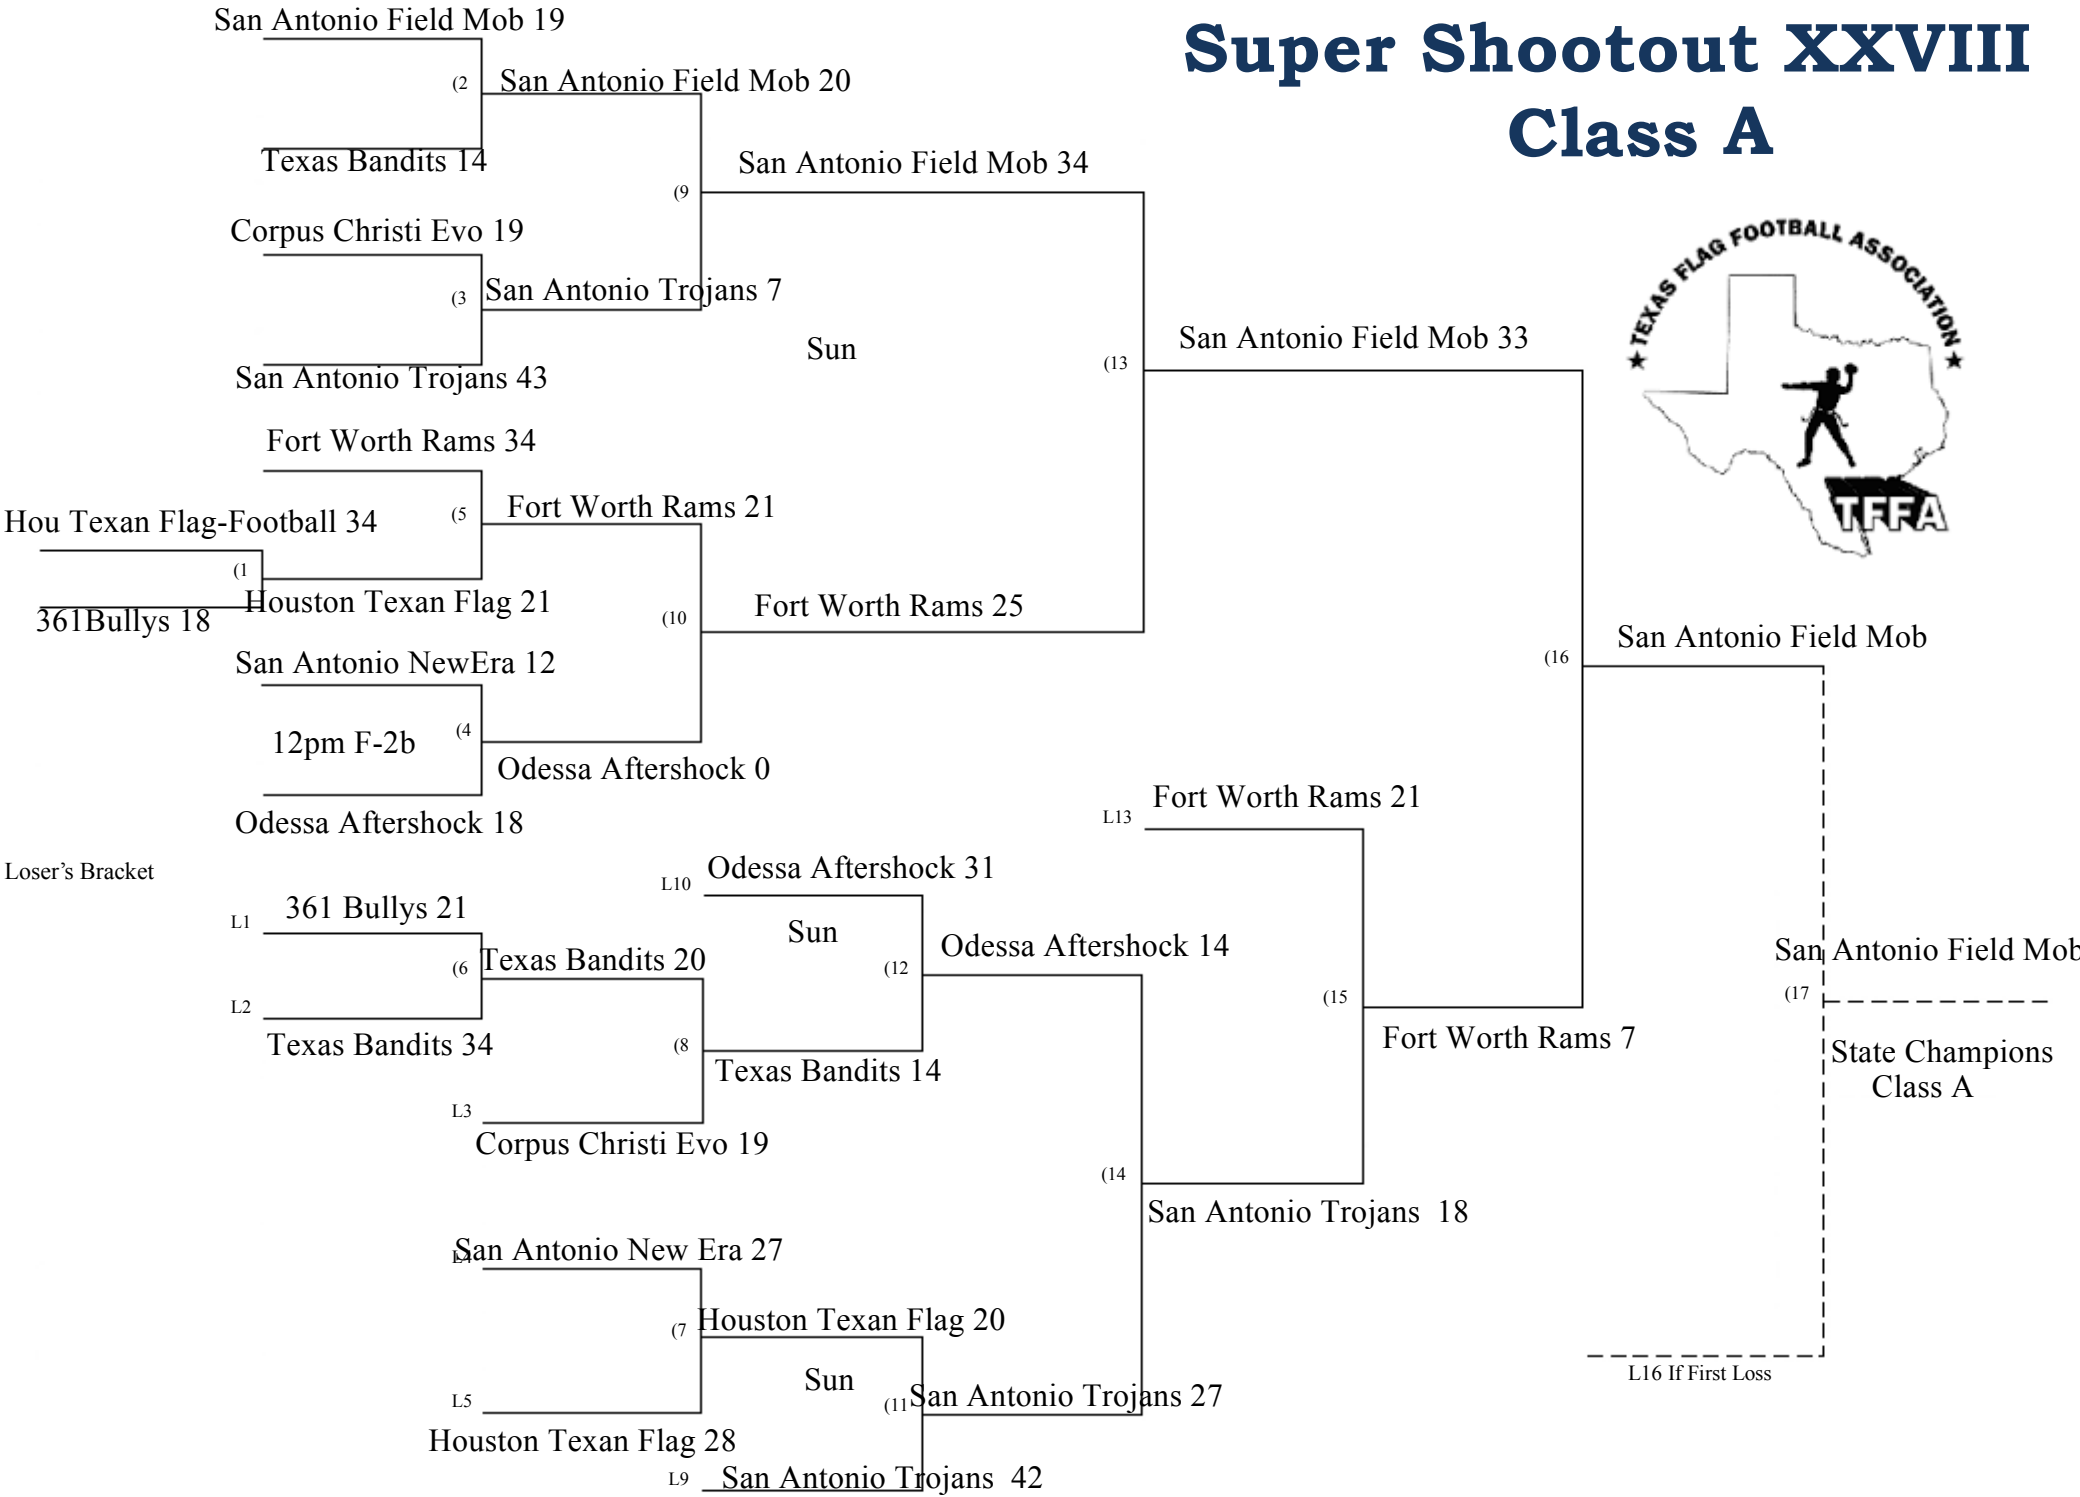 San Antonio Field Mob 19
Super Shootout XXVIII
Class A
(2
San Antonio Field Mob 20
Texas Bandits 14
San Antonio Field Mob 34
(9
Corpus Christi Evo 19
(3
San Antonio Trojans 7
Sun
San Antonio Trojans 43
(13
San Antonio Field Mob 33
★ TEXAS FLAG FOOTBALL ASSOCIATION ★
TFFA
Fort Worth Rams 34
(5
Fort Worth Rams 21
Hou Texan Flag-Football 34
(1
Houston Texan Flag 21
361Bullys 18
(10
Fort Worth Rams 25
San Antonio NewEra 12
12pm F-2b
(4
Odessa Aftershock 0
Odessa Aftershock 18
(16
San Antonio Field Mob
Loser’s Bracket
L13
Fort Worth Rams 21
L10
Odessa Aftershock 31
L1
361 Bullys 21
Sun
(6
Texas Bandits 20
(12
Odessa Aftershock 14
L2
Texas Bandits 34
(8
Texas Bandits 14
L3
Corpus Christi Evo 19
(15
Fort Worth Rams 7
San Antonio Field Mob
(17
State Champions
Class A
(14
San Antonio Trojans  18
L4
San Antonio New Era 27
(7
Houston Texan Flag 20
Sun
(11
San Antonio Trojans 27
L5
Houston Texan Flag 28
L9
San Antonio Trojans  42
L16 If First Loss